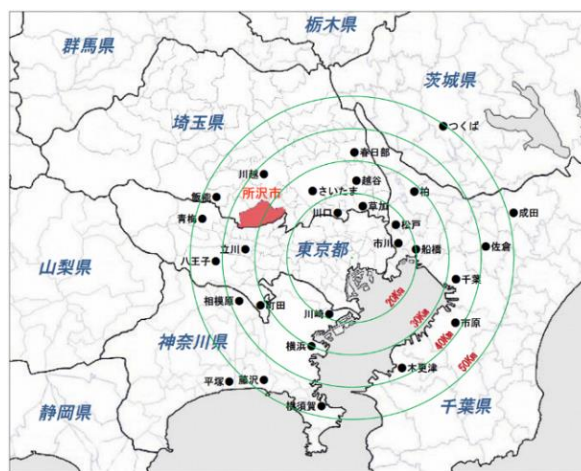 栃木県
群馬県
茨城県
つくば
埼玉県
春日部
川越
越谷
所沢市
さいたま
柏
飯能
草加
川口
成田
青梅
松戸
東京都
市川
船橋
佐倉
立川
山梨県
八王子
千葉
20Km
相模原
町田
川崎
30Km
市原
神奈川県
40Km
横浜
50Km
木更津
平塚
藤沢
横須賀
静岡県
千葉県